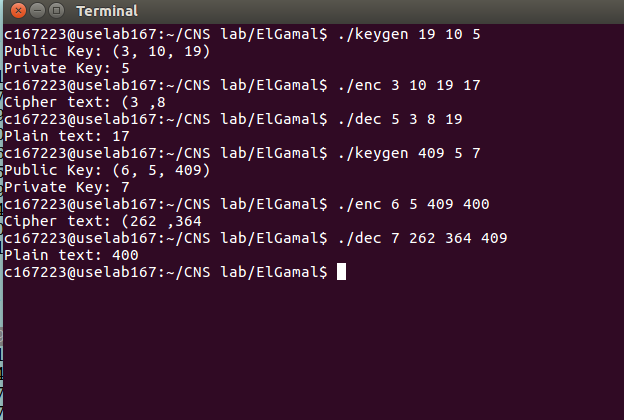 Terminal
c167223@uselab167:~/CNS lab/ElGamal$ ./keygen 19 10 5
Public Key: (3, 10, 19)
Private Key: 5
c167223@uselab167:~/CNS lab/ElGamal$ ./enc 3 10 19 17
Cipher text: (3 ,8
c167223@uselab167:~/CNS lab/ElGamal$ ./dec 5 3 8 19
Plain text: 17
c167223@uselab167:~/CNS lab/ElGamal$ ./keygen 409 5 7
Public Key: (6, 5, 409)
Private Key: 7
c167223@uselab167:~/CNS lab/ElGamal$ ./enc 6 5 409 400
Cipher text: (262 ,364
c167223@uselab167:~/CNS lab/ElGamal$ ./dec 7 262 364 409
Plain text: 400
c167223@uselab167:~/CNS lab/ElGamal$